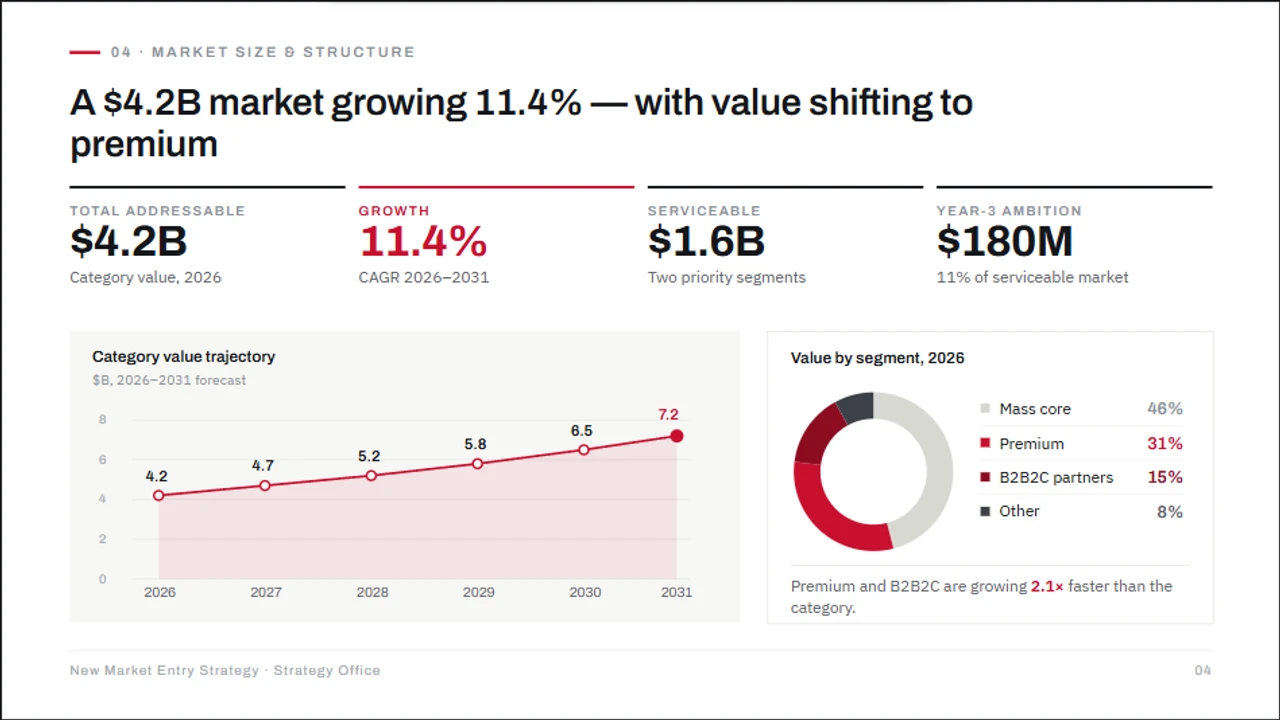 04 · MARKET SIZE & STRUCTURE
A $4.2B market growing 11.4% — with value shifting to
premium
TOTAL ADDRESSABLE
$4.2B
Category value, 2026
GROWTH
11.4%
CAGR 2026–2031
SERVICEABLE
$1.6B
Two priority segments
YEAR-3 AMBITION
$180M
11% of serviceable market
Category value trajectory
$B, 2026–2031 forecast
8
6
4
2
0
4.2
4.7
5.2
5.8
6.5
7.2
2026
2027
2028
2029
2030
2031
Value by segment, 2026
Mass core 46%
Premium 31%
B2B2C partners 15%
Other 8%
Premium and B2B2C are growing 2.1× faster than the
category.
New Market Entry Strategy · Strategy Office
04